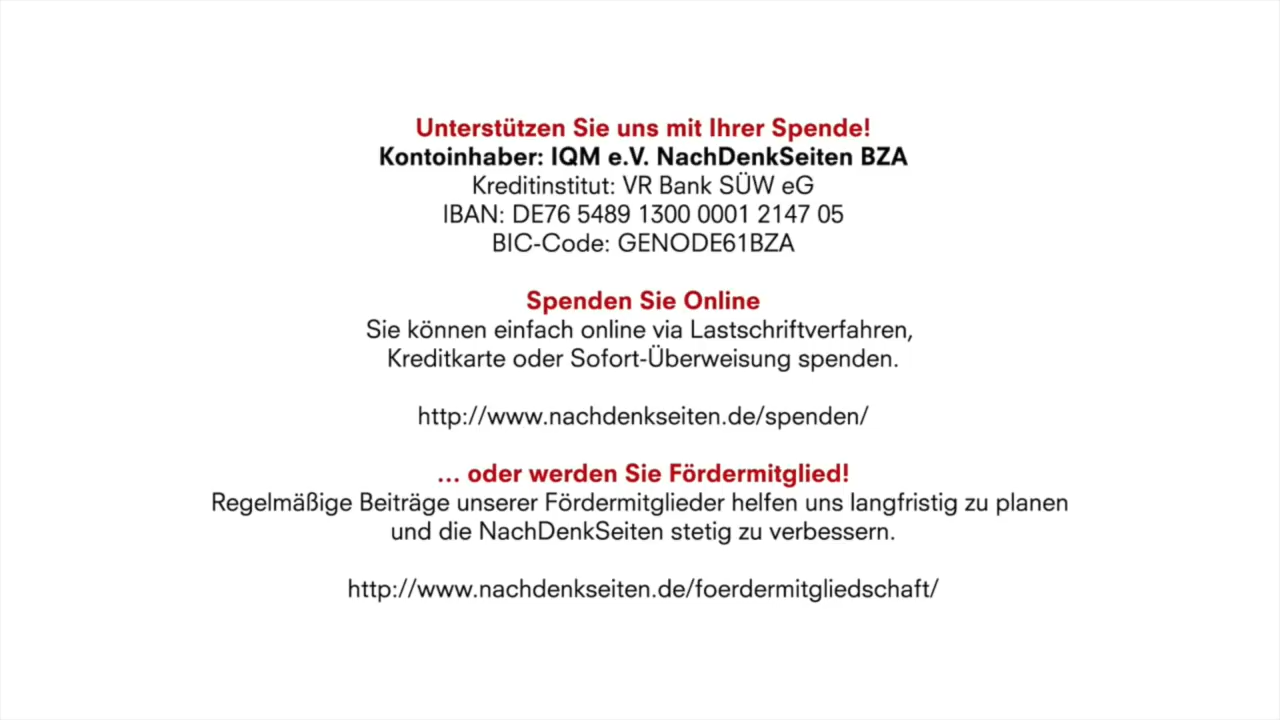 Unterstützen Sie uns mit Ihrer Spende!
Kontoinhaber: IQM e.V. NachDenkSeiten BZA
Kreditinstitut: VR Bank SÜW eG
IBAN: DE76 5489 1300 0001 2147 05
BIC-Code: GENODE61BZA
Spenden Sie Online
Sie können einfach online via Lastschriftverfahren,
Kreditkarte oder Sofort-Überweisung spenden.
http://www.nachdenkseiten.de/spenden/
... oder werden Sie Fördermitglied!
Regelmäßige Beiträge unserer Fördermitglieder helfen uns langfristig zu planen
und die NachDenkSeiten stetig zu verbessern.
http://www.nachdenkseiten.de/foerdermitgliedschaft/